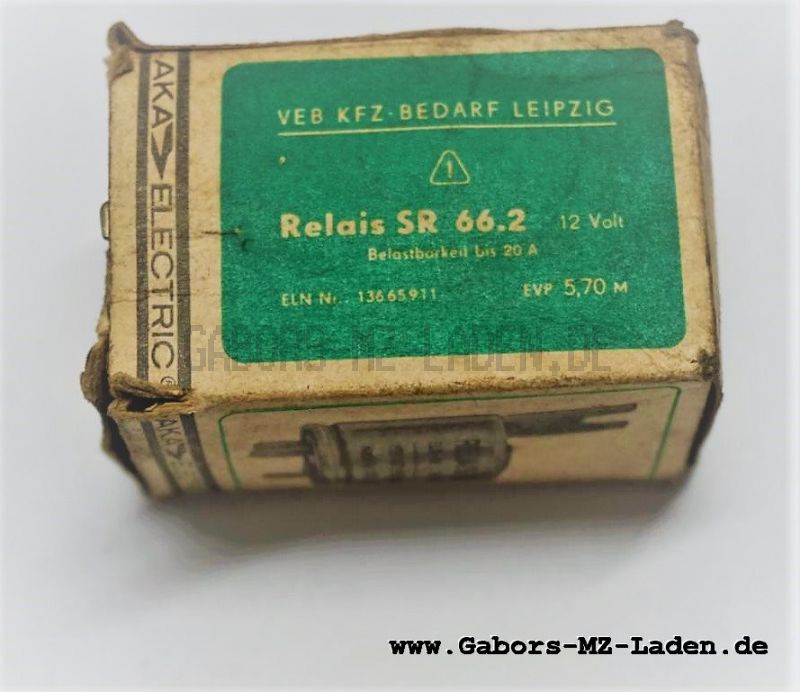 AKA ELECTRIC
VEB KFZ-BEDARF LEIPZIG
!
Relais SR 66.2 12 Volt
Belastbarkeit bis 20 A
ELN Nr. 13665911 EVP 5,70 M
GABORS-MZ-LADEN.DE
AKA
www.Gabors-MZ-Laden.de